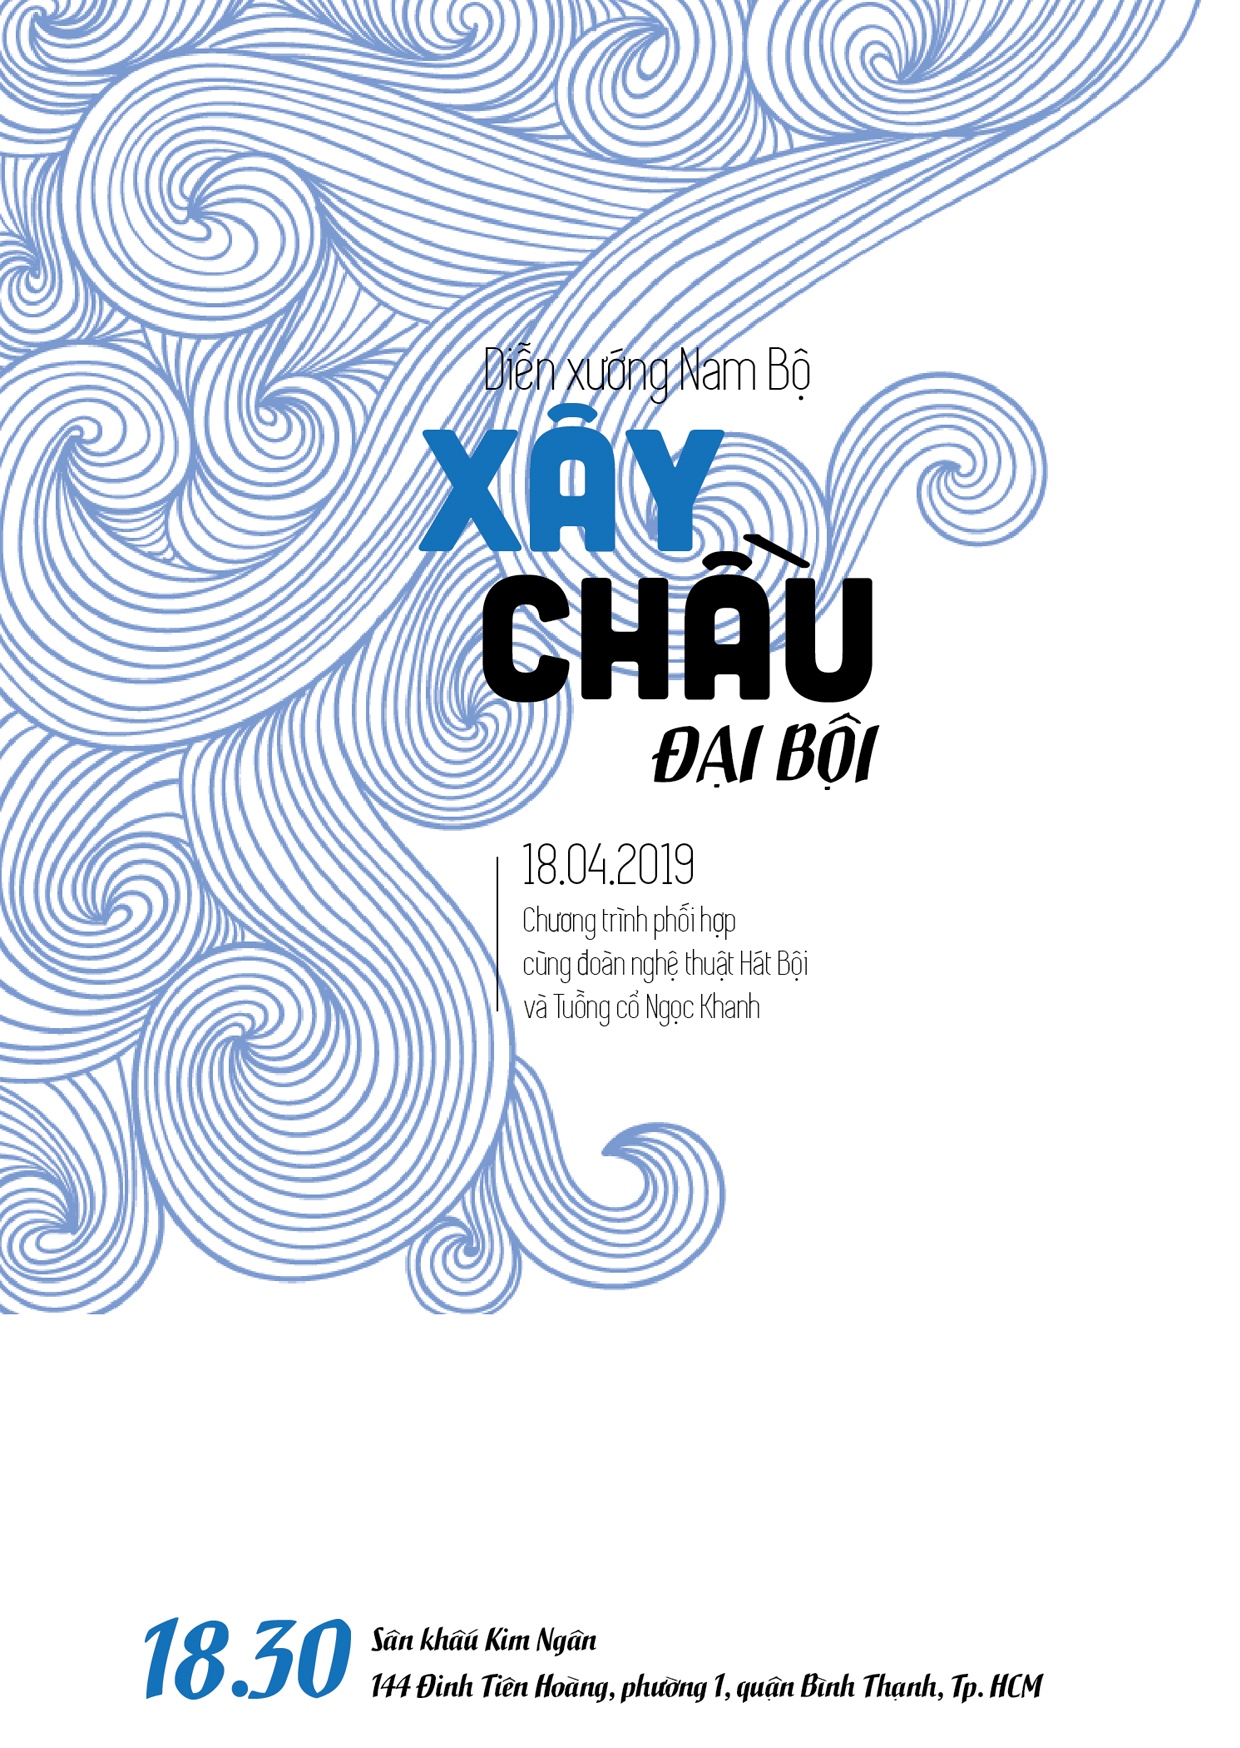 Diễn xướng Nam Bộ
XÂY
CHẦU
ĐẠI BỘI
18.04.2019
Chương trình phối hợp
cùng đoàn nghệ thuật Hát Bội
và Tuồng cổ Ngọc Khanh
18.30
Sân khấu Kim Ngân
144 Đinh Tiên Hoàng, phường 1, quận Bình Thạnh, Tp. HCM